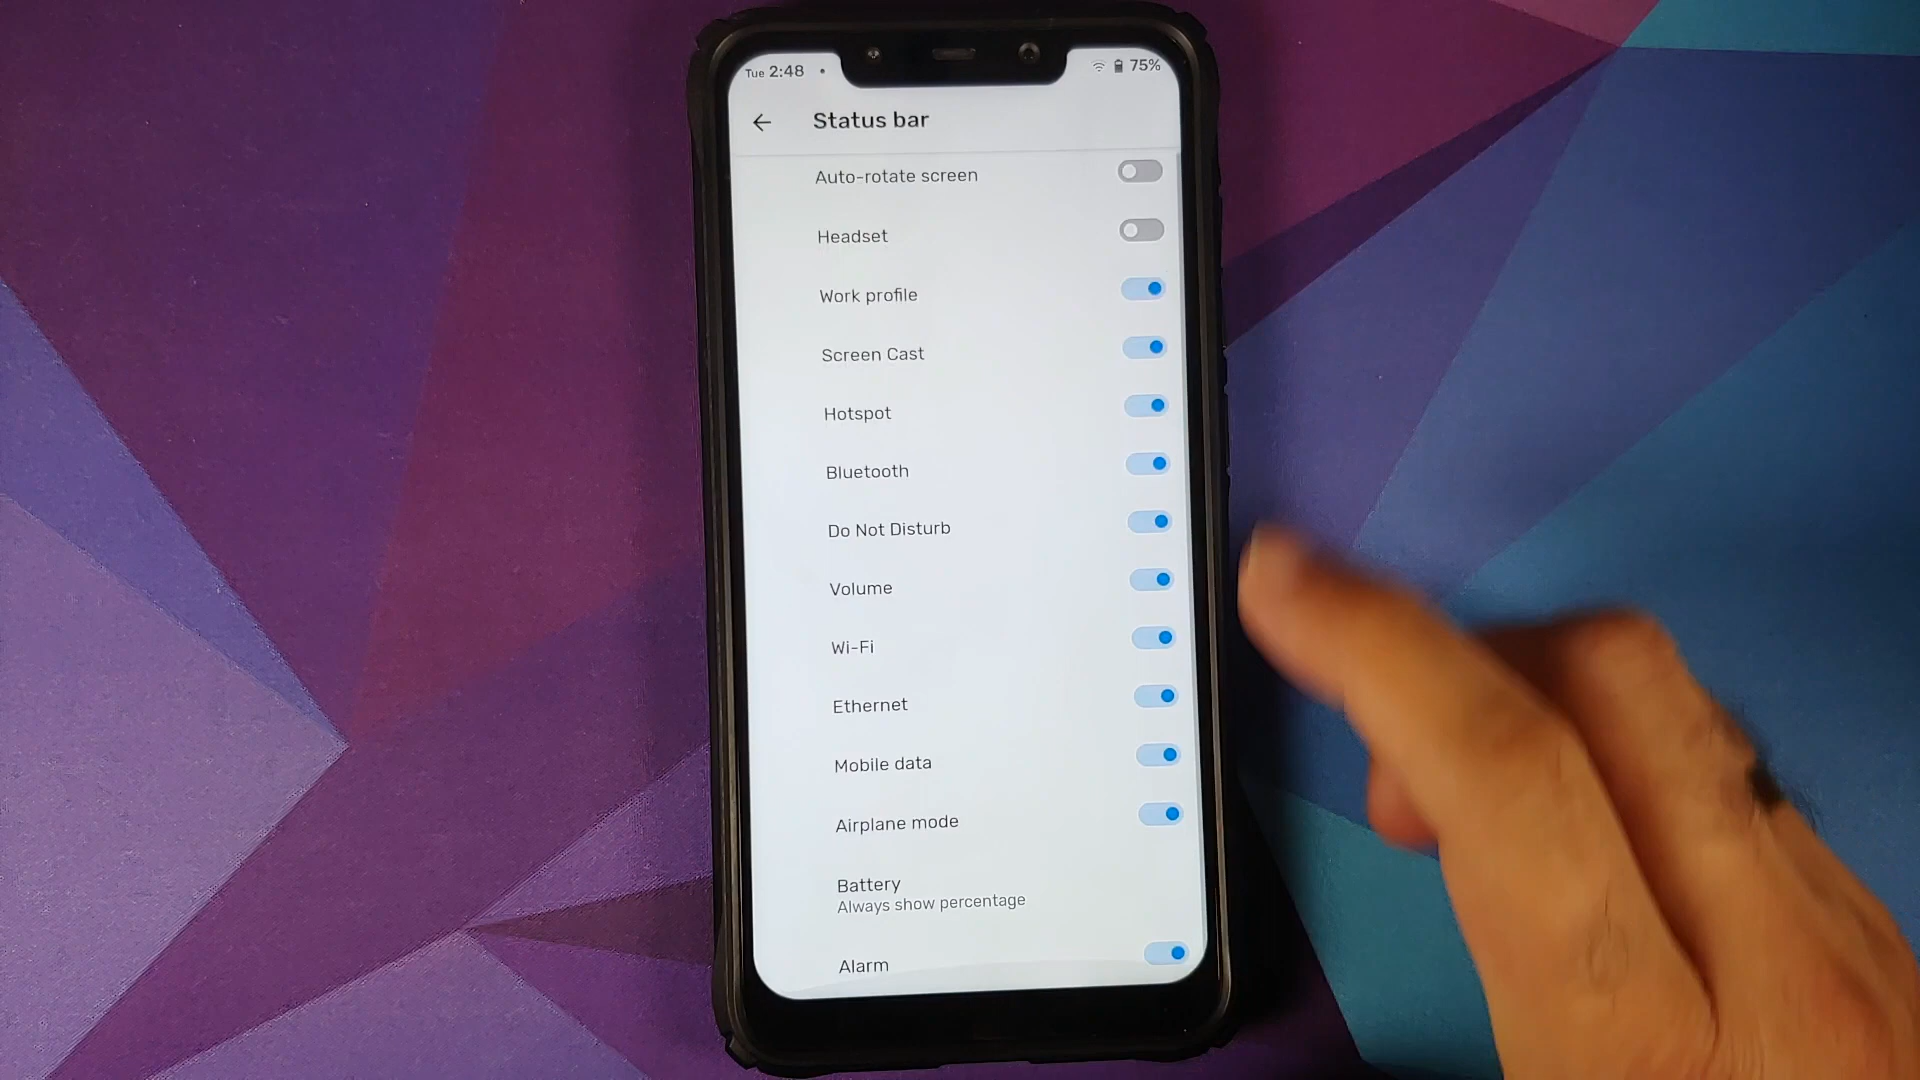 Tue 2:48 75%
Status bar
Auto-rotate screen
Headset
Work profile
Screen Cast
Hotspot
Bluetooth
Do Not Disturb
Volume
Wi-Fi
Ethernet
Mobile data
Airplane mode
Battery
Always show percentage
Alarm